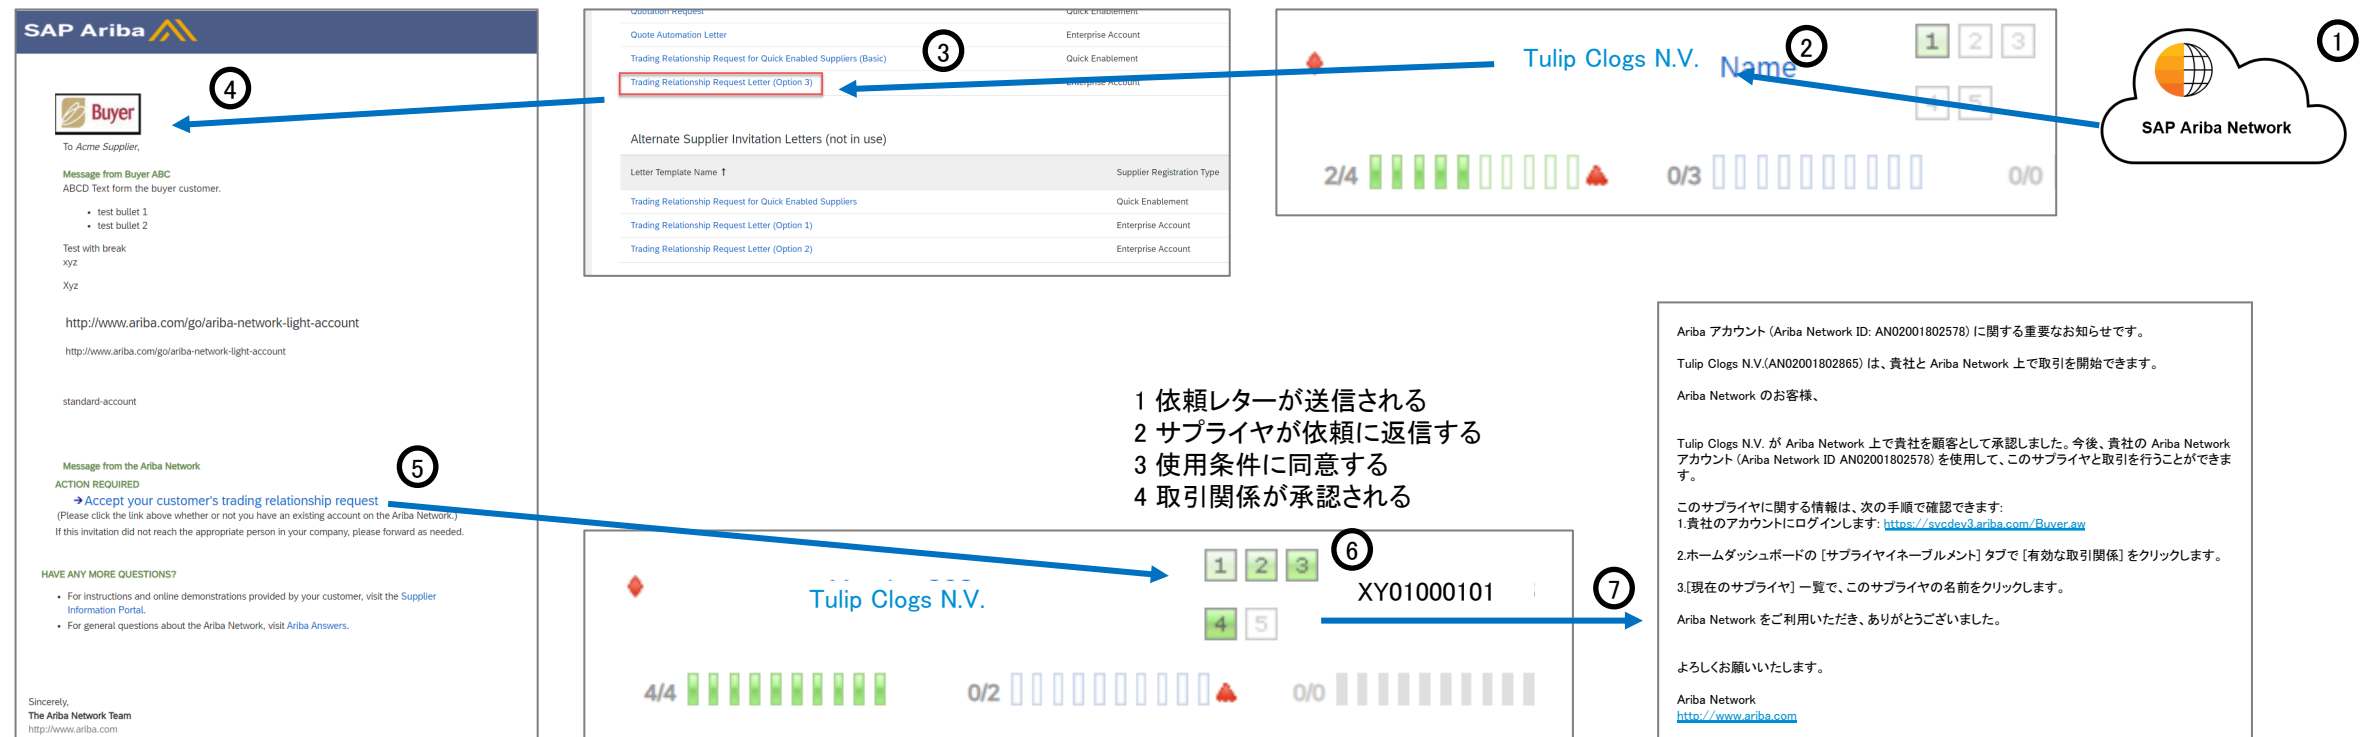 SAP Ariba
4
Buyer
To Acme Supplier,
Message from Buyer ABC
ABCD Text form the buyer customer.
• test bullet 1
• test bullet 2
Test with break
xyz
Xyz
http://www.ariba.com/go/ariba-network-light-account
http://www.ariba.com/go/ariba-network-light-account
standard-account
Message from the Ariba Network
5
ACTION REQUIRED
→Accept your customer's trading relationship request
(Please click the link above whether or not you have an existing account on the Ariba Network.)
If this invitation did not reach the appropriate person in your company, please forward as needed.
HAVE ANY MORE QUESTIONS?
• For instructions and online demonstrations provided by your customer, visit the Supplier
Information Portal.
• For general questions about the Ariba Network, visit Ariba Answers.
Sincerely,
The Ariba Network Team
http://www.ariba.com
Quotation Request Quick Enablement
Quote Automation Letter Enterprise Account
3
Trading Relationship Request for Quick Enabled Suppliers (Basic) Quick Enablement
Trading Relationship Request Letter (Option 3) Enterprise Account
Alternate Supplier Invitation Letters (not in use)
Letter Template Name ↑ Supplier Registration Type
Trading Relationship Request for Quick Enabled Suppliers Quick Enablement
Trading Relationship Request Letter (Option 1) Enterprise Account
Trading Relationship Request Letter (Option 2) Enterprise Account
Tulip Clogs N.V. Name
2
1 2 3
4 5
2/4 0/3 0/0
1
SAP Ariba Network
1 依頼レターが送信される
2 サプライヤが依頼に返信する
3 使用条件に同意する
4 取引関係が承認される
Tulip Clogs N.V.
1 2 3
4 5
6
XY01000101
7
4/4 0/2 0/0
Ariba アカウント (Ariba Network ID: AN02001802578) に関する重要なお知らせです。
Tulip Clogs N.V.(AN02001802865) は、貴社と Ariba Network 上で取引を開始できます。
Ariba Network のお客様、
Tulip Clogs N.V. が Ariba Network 上で貴社を顧客として承認しました。今後、貴社の Ariba Network
アカウント (Ariba Network ID AN02001802578) を使用して、このサプライヤと取引を行うことができま
す。
このサプライヤに関する情報は、次の手順で確認できます:
1.貴社のアカウントにログインします: https://svcdev3.ariba.com/Buyer.aw
2.ホームダッシュボードの [サプライヤイネーブルメント] タブで [有効な取引関係] をクリックします。
3.[現在のサプライヤ] 一覧で、このサプライヤの名前をクリックします。
Ariba Network をご利用いただき、ありがとうございました。
よろしくお願いいたします。
Ariba Network
http://www.ariba.com